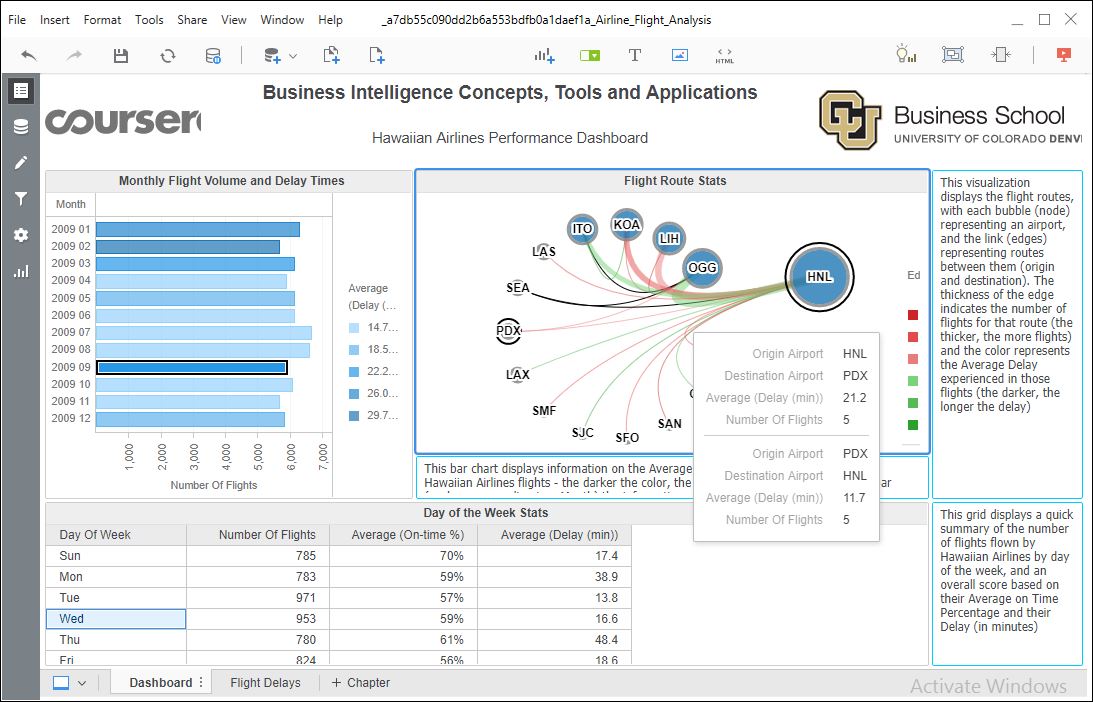 File Insert Format Tools Share View Window Help _a7db55c090dd2b6a553bdfb0a1daef1a_Airline_Flight_Analysis
HTML
Business Intelligence Concepts, Tools and Applications
Hawaiian Airlines Performance Dashboard
courser
CU
Business School
UNIVERSITY OF COLORADO DENV
Monthly Flight Volume and Delay Times
Month
2009 01
2009 02
2009 03
2009 04
2009 05
2009 06
2009 07
2009 08
2009 09
2009 10
2009 11
2009 12
1,000 2,000 3,000 4,000 5,000 6,000 7,000
Number Of Flights
Average
(Delay (...
14.7...
18.5...
22.2...
26.0...
29.7...
Flight Route Stats
ITO
KOA
LIH
OGG
HNL
LAS
SEA
PDX
LAX
SMF
SJC
SFO
SAN
Ed
Origin Airport HNL
Destination Airport PDX
Average (Delay (min)) 21.2
Number Of Flights 5
Origin Airport PDX
Destination Airport HNL
Average (Delay (min)) 11.7
Number Of Flights 5
This visualization
displays the flight routes,
with each bubble (node)
representing an airport,
and the link (edges)
representing routes
between them (origin
and destination). The
thickness of the edge
indicates the number of
flights for that route (the
thicker, the more flights)
and the color represents
the Average Delay
experienced in those
flights (the darker, the
longer the delay)
This bar chart displays information on the Average
Hawaiian Airlines flights - the darker the color, the ar
Day of the Week Stats
Day Of Week Number Of Flights Average (On-time %) Average (Delay (min))
Sun 785 70% 17.4
Mon 783 59% 38.9
Tue 971 57% 13.8
Wed 953 59% 16.6
Thu 780 61% 48.4
Fri 824 56% 18.6
This grid displays a quick
summary of the number
of flights flown by
Hawaiian Airlines by day
of the week, and an
overall score based on
their Average on Time
Percentage and their
Delay (in minutes)
Dashboard Flight Delays + Chapter
Activate Windows